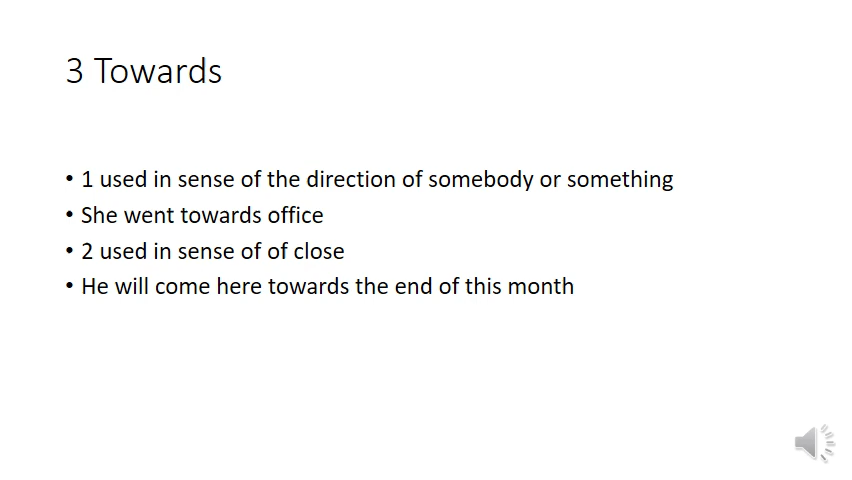 3 Towards
• 1 used in sense of the direction of somebody or something
• She went towards office
• 2 used in sense of of close
• He will come here towards the end of this month